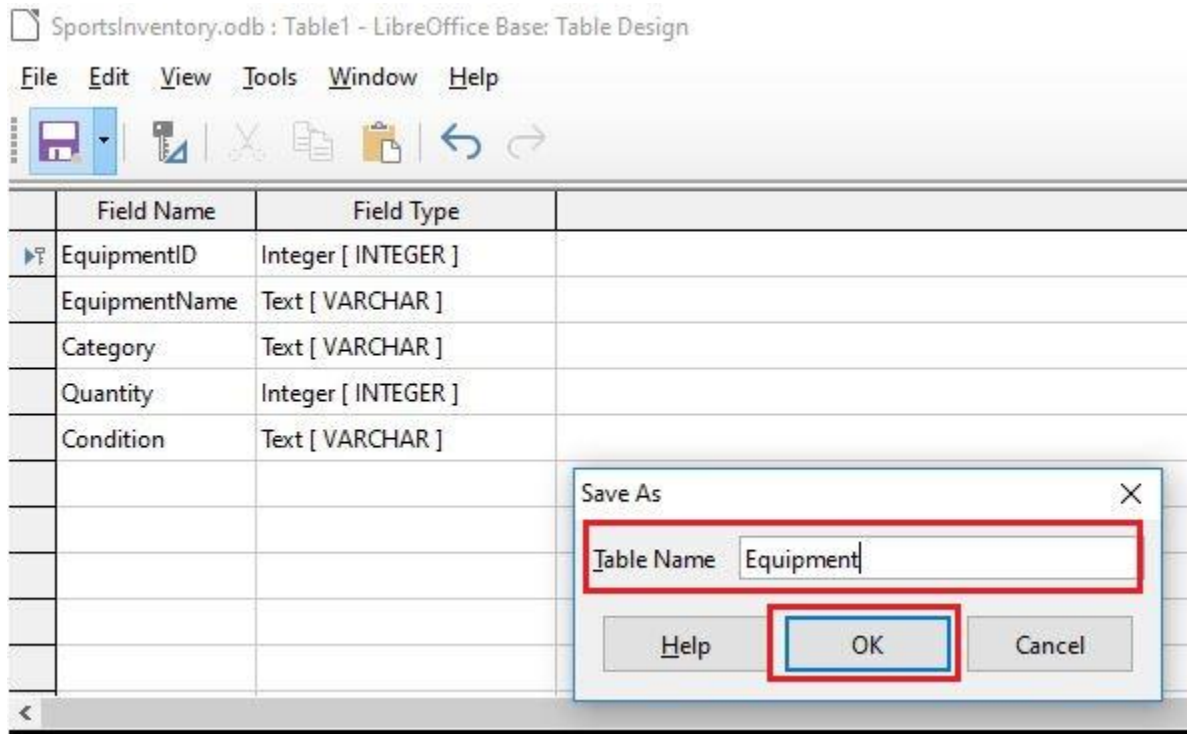 SportsInventory.odb : Table1 - LibreOffice Base: Table Design
File Edit View Tools Window Help
Field Name Field Type
EquipmentID Integer [ INTEGER ]
EquipmentName Text [ VARCHAR ]
Category Text [ VARCHAR ]
Quantity Integer [ INTEGER ]
Condition Text [ VARCHAR ]
Save As
Table Name Equipment
Help OK Cancel